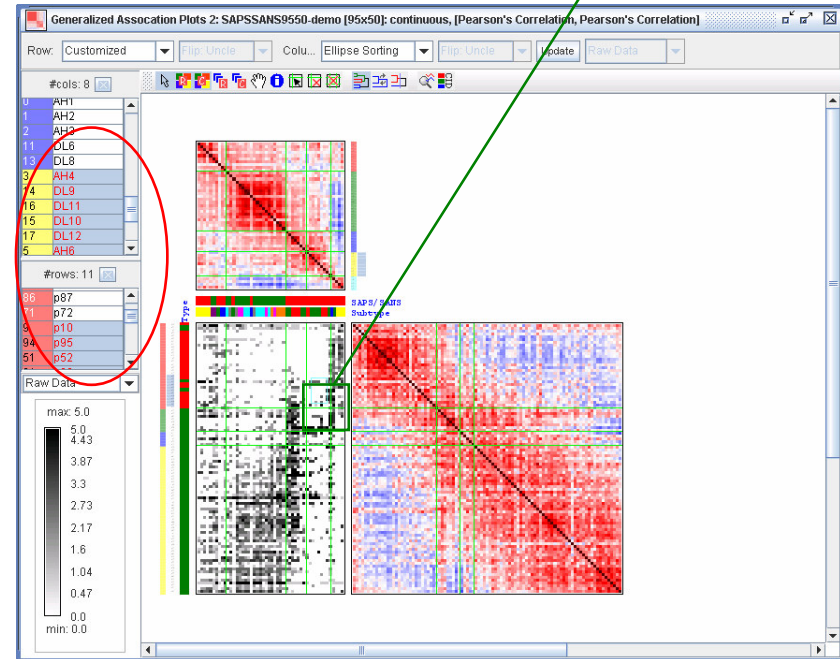 Generalized Assocation Plots 2: SAPSSANS9550-demo [95x50]: continuous, [Pearson's Correlation, Pearson's Correlation]
Row: Customized Flip: Uncle Colu... Ellipse Sorting Flip: Uncle Update Raw Data
#cols: 8
0 AH1
1 AH2
2 AH3
11 DL6
13 DL8
3 AH4
14 DL9
16 DL11
15 DL10
17 DL12
5 AH6
#rows: 11
86 p87
71 p72
9 p10
94 p95
51 p52
Raw Data
max: 5.0
5.0
4.43
3.87
3.3
2.73
2.17
1.6
1.04
0.47
0.0
min: 0.0
Type
SAPS/SANS
Subtype